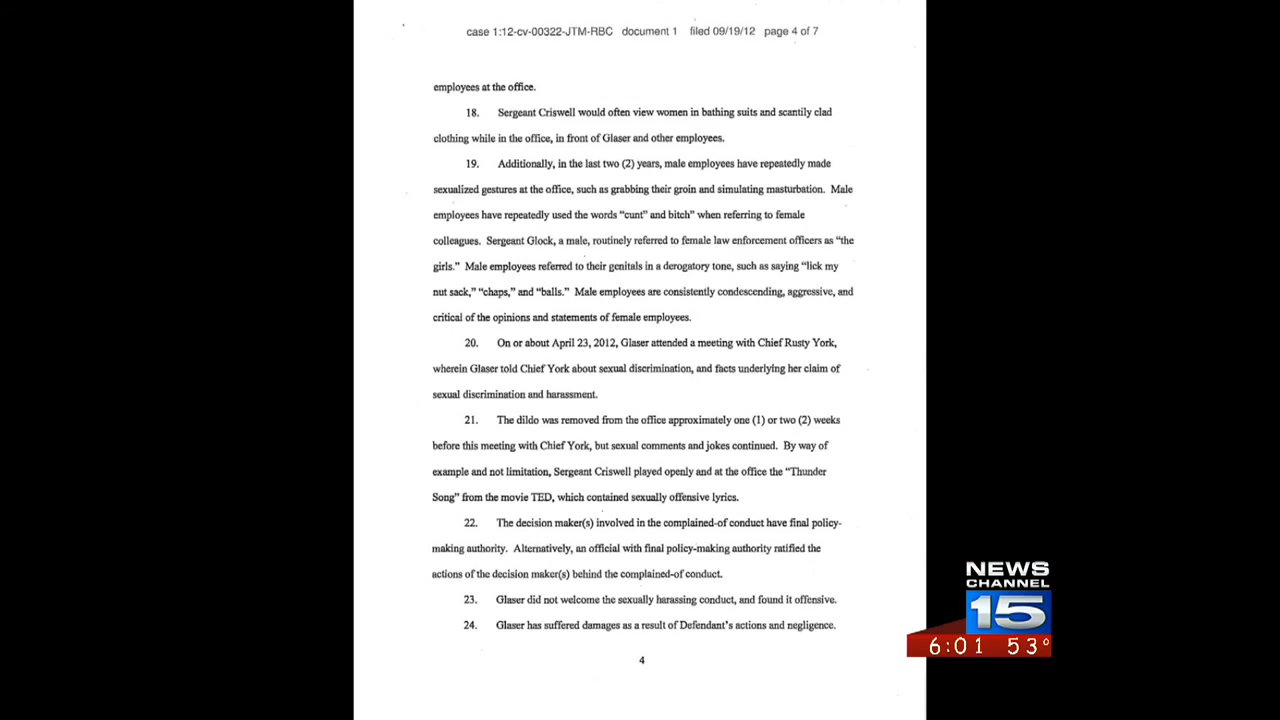 case 1:12-cv-00322-JTM-RBC document 1 filed 09/19/12 page 4 of 7
employees at the office.
18. Sergeant Criswell would often view women in bathing suits and scantily clad
clothing while in the office, in front of Glaser and other employees.
19. Additionally, in the last two (2) years, male employees have repeatedly made
sexualized gestures at the office, such as grabbing their groin and simulating masturbation. Male
employees have repeatedly used the words "cunt" and bitch" when referring to female
colleagues. Sergeant Glock, a male, routinely referred to female law enforcement officers as "the
girls." Male employees referred to their genitals in a derogatory tone, such as saying "lick my
nut sack," "chaps," and "balls." Male employees are consistently condescending, aggressive, and
critical of the opinions and statements of female employees.
20. On or about April 23, 2012, Glaser attended a meeting with Chief Rusty York,
wherein Glaser told Chief York about sexual discrimination, and facts underlying her claim of
sexual discrimination and harassment.
21. The dildo was removed from the office approximately one (1) or two (2) weeks
before this meeting with Chief York, but sexual comments and jokes continued. By way of
example and not limitation, Sergeant Criswell played openly and at the office the "Thunder
Song" from the movie TED, which contained sexually offensive lyrics.
22. The decision maker(s) involved in the complained-of conduct have final policy-
making authority. Alternatively, an official with final policy-making authority ratified the
actions of the decision maker(s) behind the complained-of conduct.
23. Glaser did not welcome the sexually harassing conduct, and found it offensive.
24. Glaser has suffered damages as a result of Defendant's actions and negligence.
4
NEWS
CHANNEL
15
6:01 53°